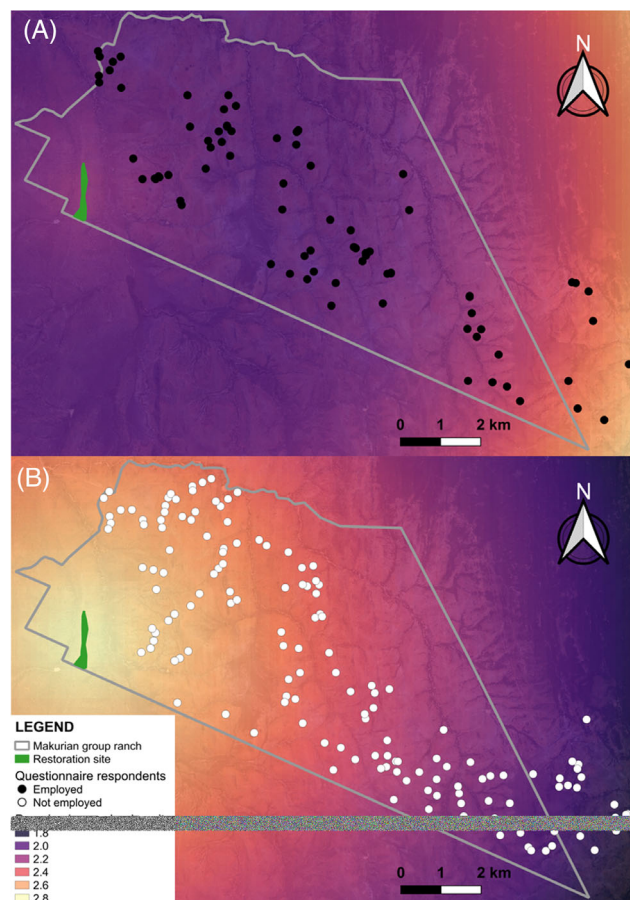 (A)
N
0 1 2 km
(B)
N
LEGEND
Makurian group ranch
Restoration site
Questionnaire respondents
Employed
Not employed
1.8
2.0
2.2
2.4
2.6
2.8
0 1 2 km